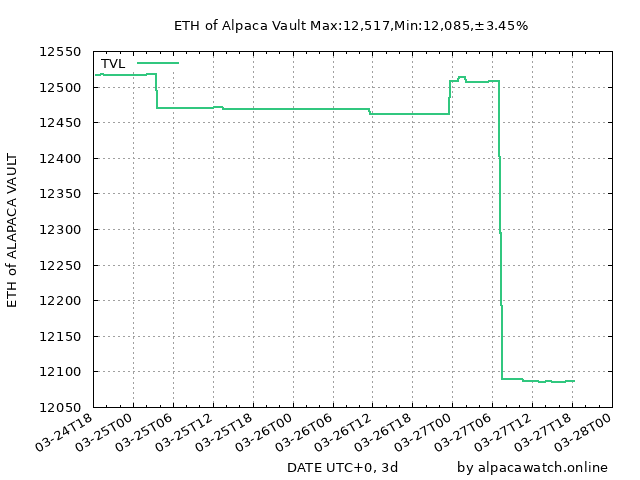 ETH of Alpaca Vault Max:12,517,Min:12,085,±3.45%
TVL
12550
12500
12450
12400
12350
12300
12250
12200
12150
12100
12050
ETH of ALAPACA VAULT
03-24T18
03-25T00
03-25T06
03-25T12
03-25T18
03-26T00
03-26T06
03-26T12
03-26T18
03-27T00
03-27T06
03-27T12
03-27T18
03-28T00
DATE UTC+0, 3d
by alpacawatch.online